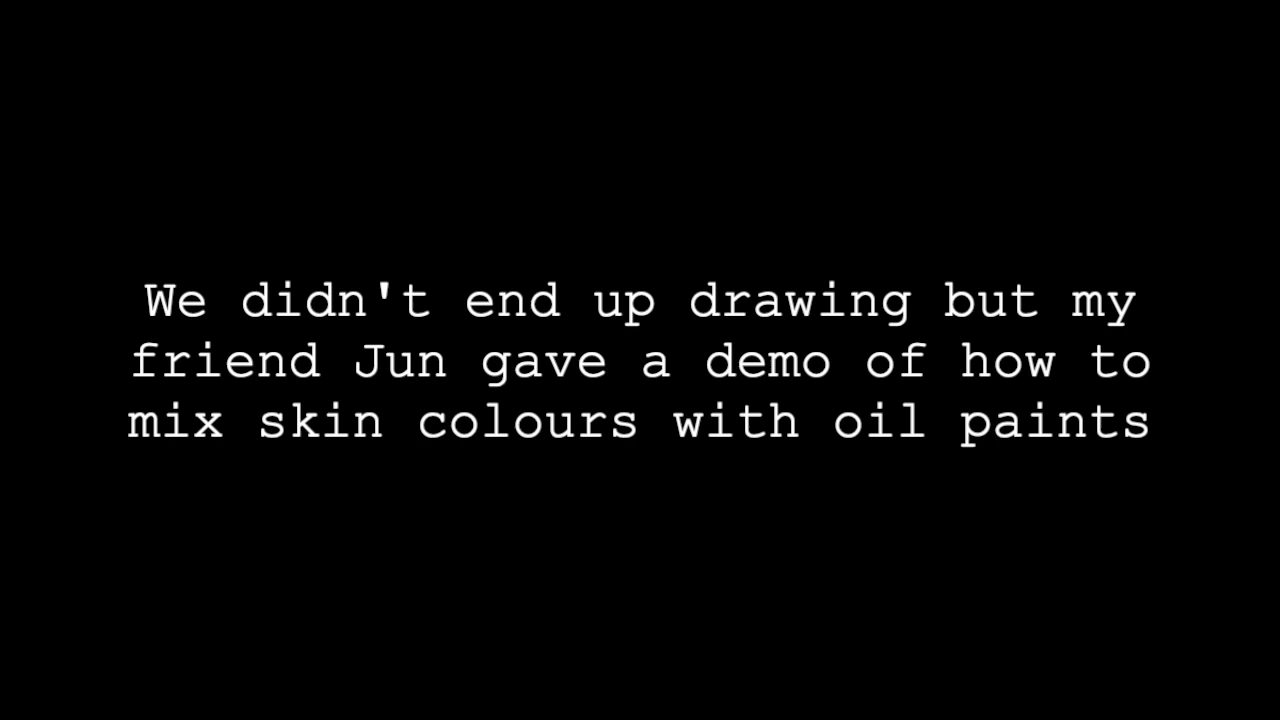 We didn't end up drawing but my
friend Jun gave a demo of how to
mix skin colours with oil paints